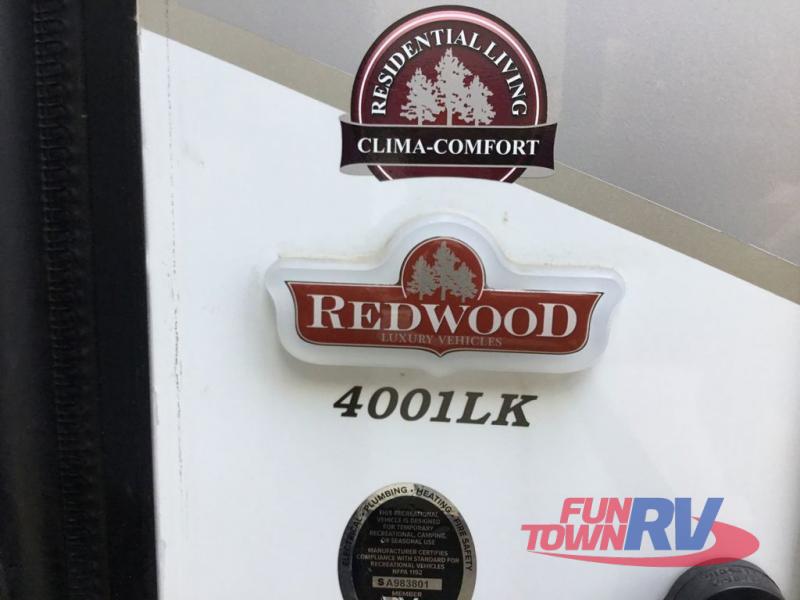 RESIDENTIAL LIVING
CLIMA-COMFORT
REDWOOD
LUXURY VEHICLES
4001LK
ELECTRICAL • PLUMBING • HEATING • FIRE SAFETY
THIS RECREATIONAL
VEHICLE IS DESIGNED
FOR TEMPORARY
RECREATIONAL, CAMPING,
OR SEASONAL USE
MANUFACTURER CERTIFIES
COMPLIANCE WITH STANDARD FOR
RECREATIONAL VEHICLES
NFPA 1192
SA983801
MEMBER
FUN
TOWN RV